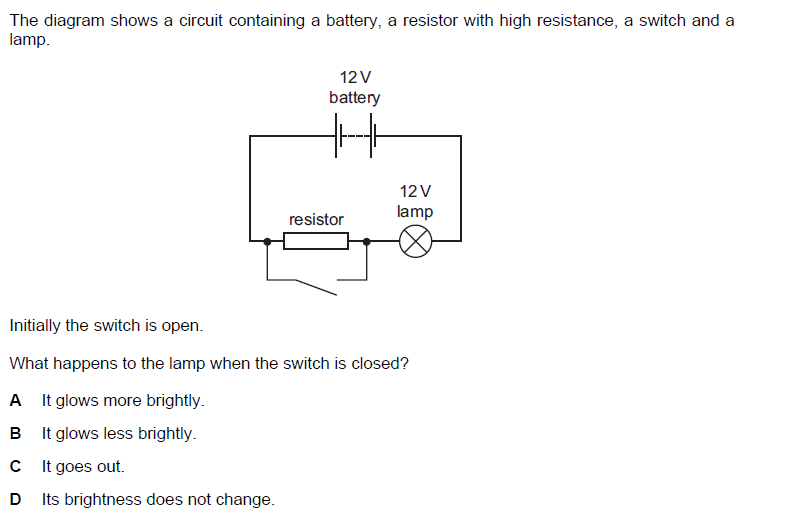 The diagram shows a circuit containing a battery, a resistor with high resistance, a switch and a
lamp.
12 V
battery
12 V
lamp
resistor
Initially the switch is open.
What happens to the lamp when the switch is closed?
A It glows more brightly.
B It glows less brightly.
C It goes out.
D Its brightness does not change.